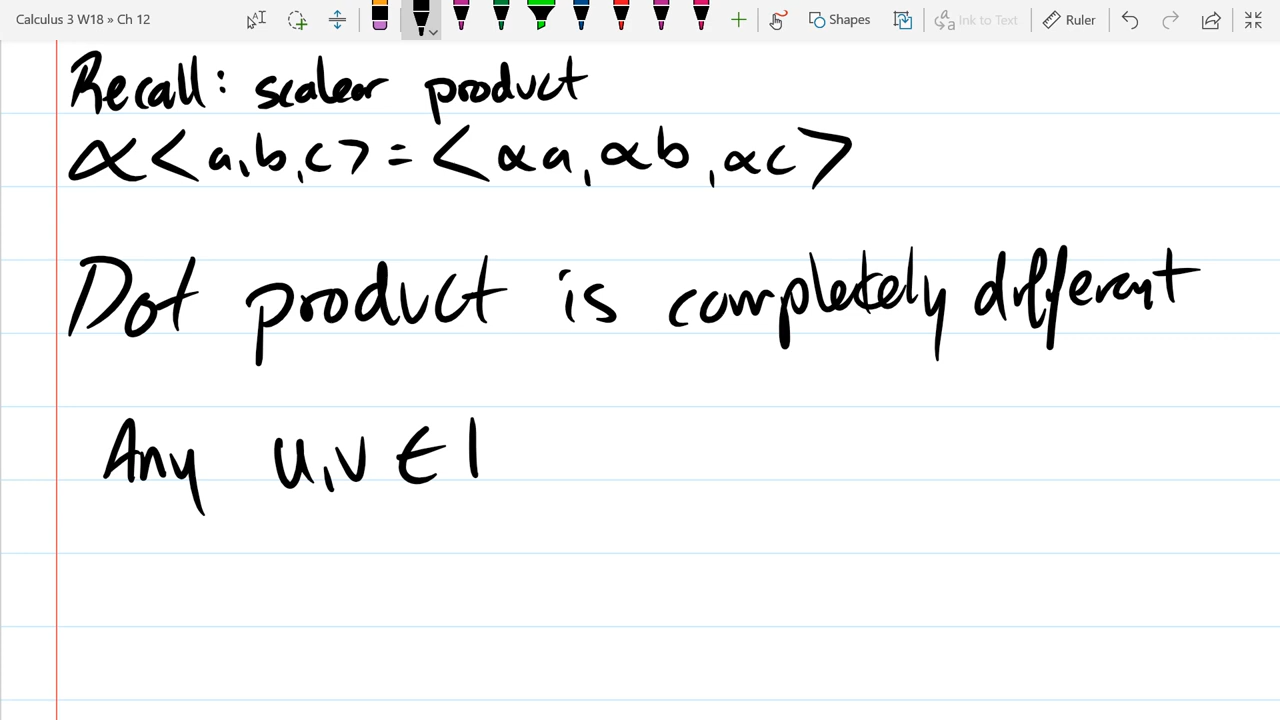 Calculus 3 W18 » Ch 12
Shapes
Link to Text
Ruler
Recall: scalar product
α<a,b,c> = <αa, αb, αc>
Dot product is completely different
Any u,v ∈ |